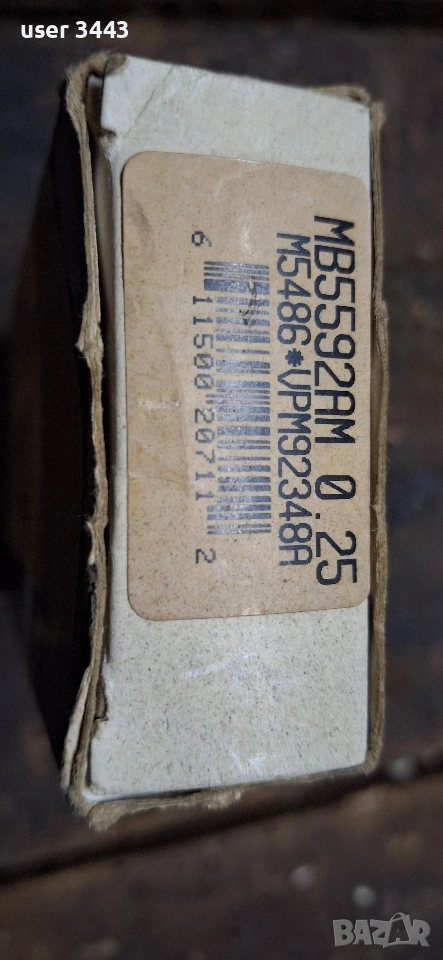 user 3443
MB5592AM 0.25
M5486*VPM92348A
6 11500 20711 2
BAZAR